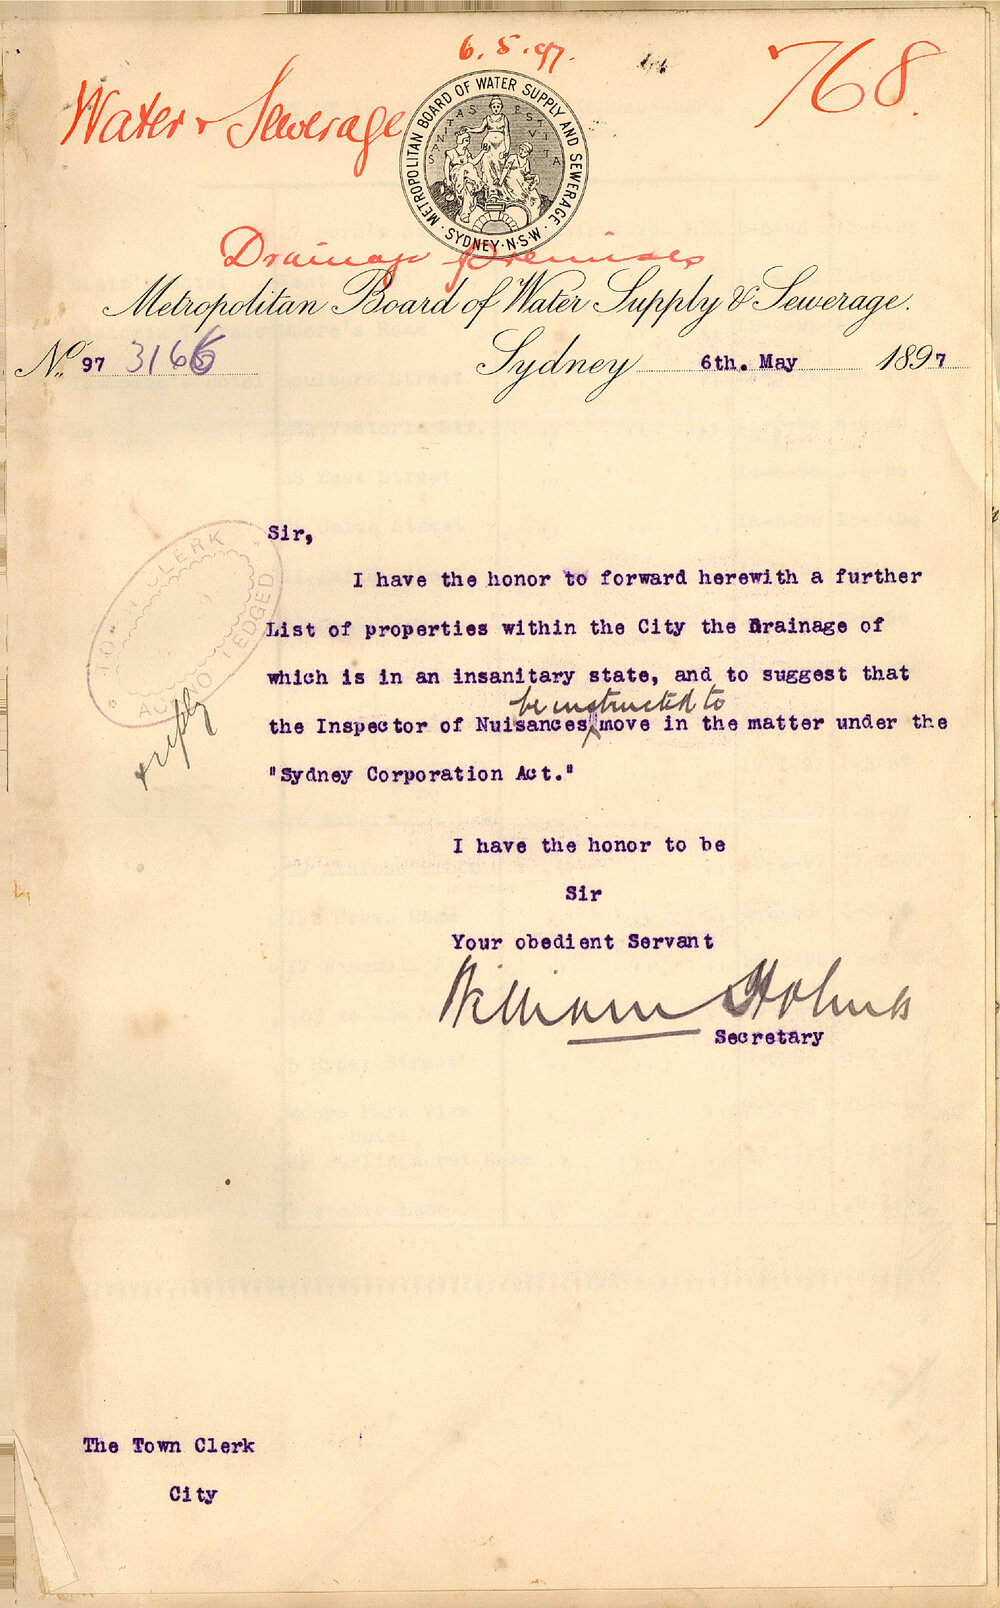 6.5.97.
768.
Water & Sewerage
METROPOLITAN BOARD OF WATER SUPPLY AND SEWERAGE
SANITAS EST VITA
· SYDNEY · N·S·W ·
Drainage premises
Metropolitan Board of Water Supply & Sewerage.
No. 97 3166
Sydney 6th. May 1897
Sir,
I have the honor to forward herewith a further
List of properties within the City the Drainage of
which is in an insanitary state, and to suggest that
be instructed to
the Inspector of Nuisances move in the matter under the
"Sydney Corporation Act."
CLERK
& reply
I have the honor to be
Sir
Your obedient Servant
William Holmes
Secretary
The Town Clerk
City